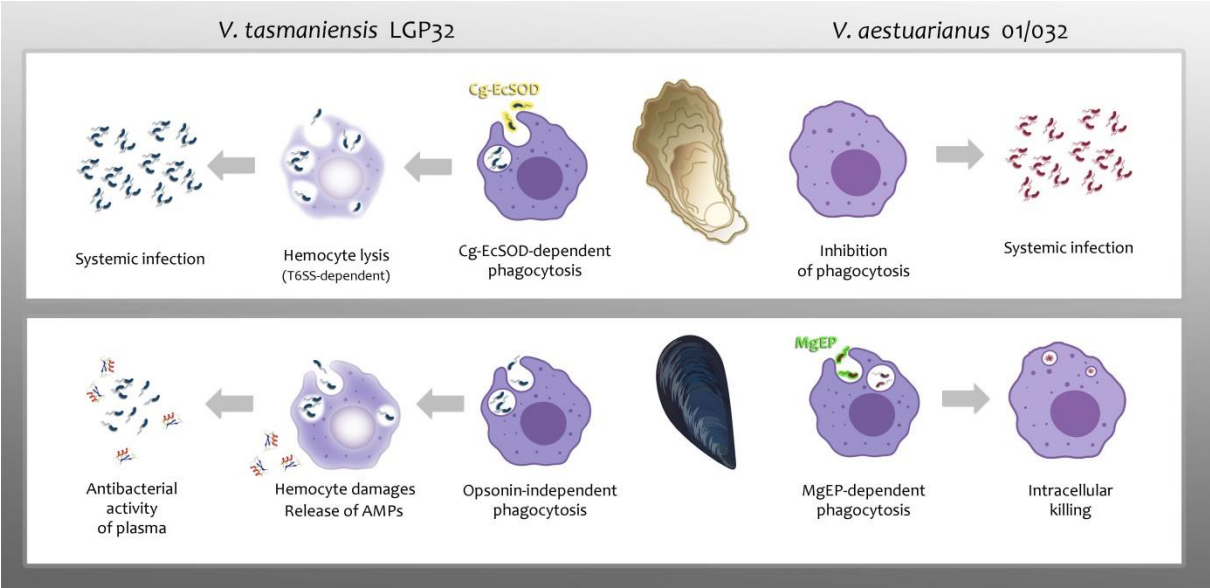 V. tasmaniensis LGP32
V. aestuarianus 01/032
Cg-EcSOD
Systemic infection
Hemocyte lysis
(T6SS-dependent)
Cg-EcSOD-dependent
phagocytosis
Inhibition
of phagocytosis
Systemic infection
MgEP
Antibacterial
activity
of plasma
Hemocyte damages
Release of AMPs
Opsonin-independent
phagocytosis
MgEP-dependent
phagocytosis
Intracellular
killing